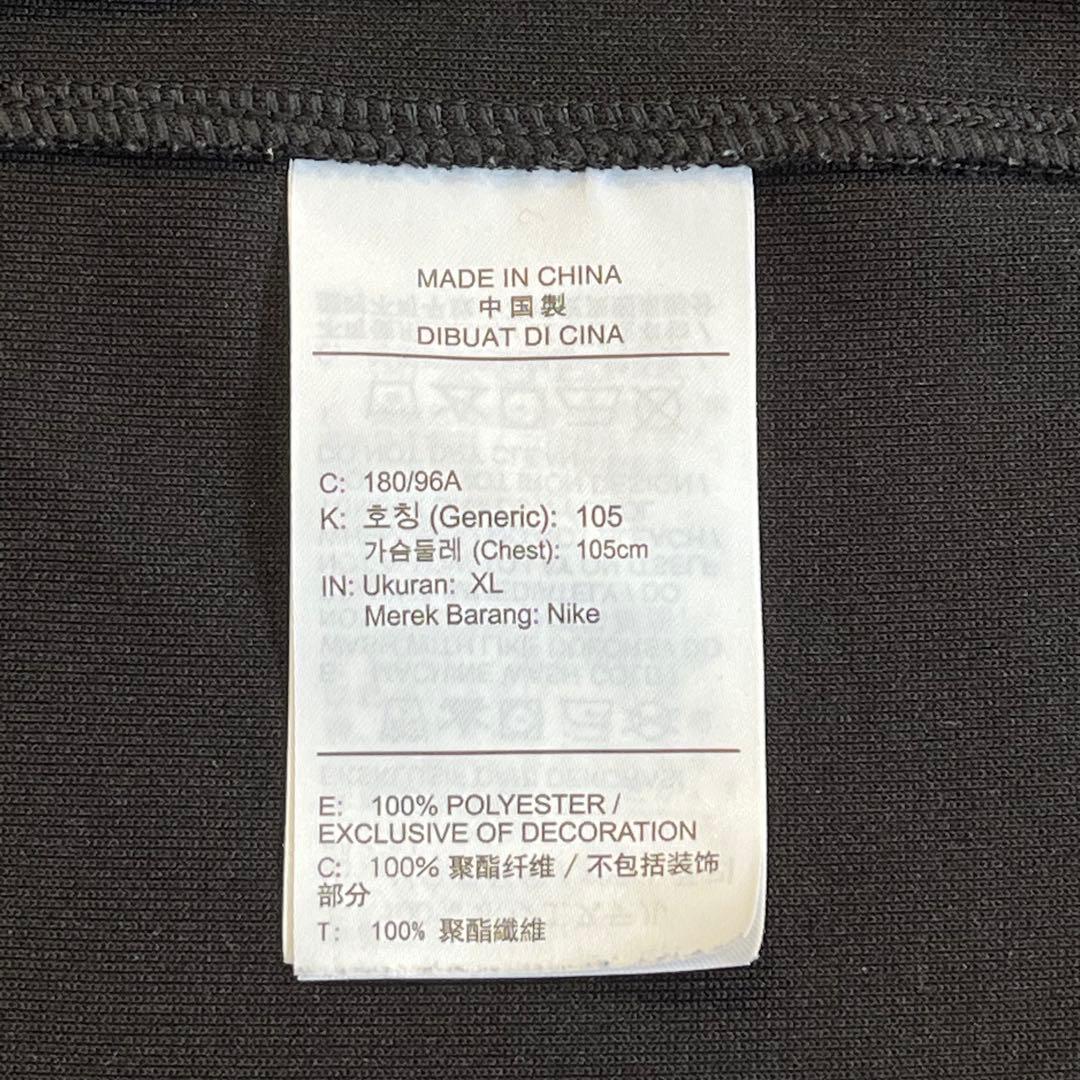 MADE IN CHINA
中国製
DIBUAT DI CINA
C: 180/96A
K: 호칭 (Generic): 105
가슴둘레 (Chest): 105cm
IN: Ukuran: XL
Merek Barang: Nike
E: 100% POLYESTER /
EXCLUSIVE OF DECORATION
C: 100% 聚酯纤维 / 不包括装饰
部分
T: 100% 聚酯纖維